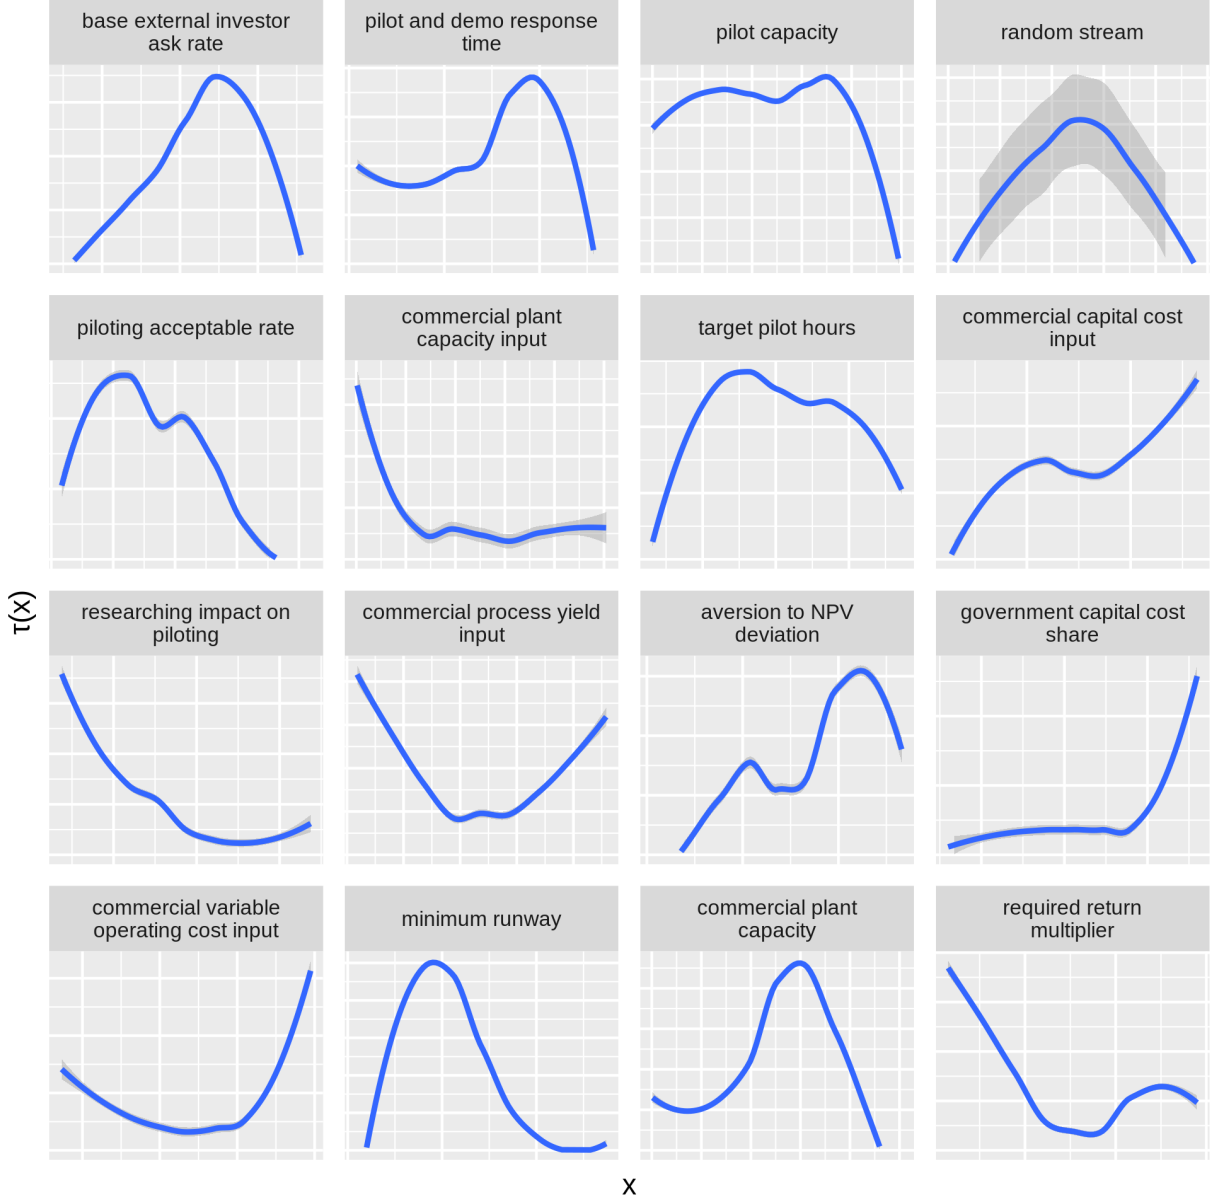 base external investor
ask rate
pilot and demo response
time
pilot capacity
random stream
piloting acceptable rate
commercial plant
capacity input
target pilot hours
commercial capital cost
input
researching impact on
piloting
commercial process yield
input
aversion to NPV
deviation
government capital cost
share
commercial variable
operating cost input
minimum runway
commercial plant
capacity
required return
multiplier
τ(x)
x